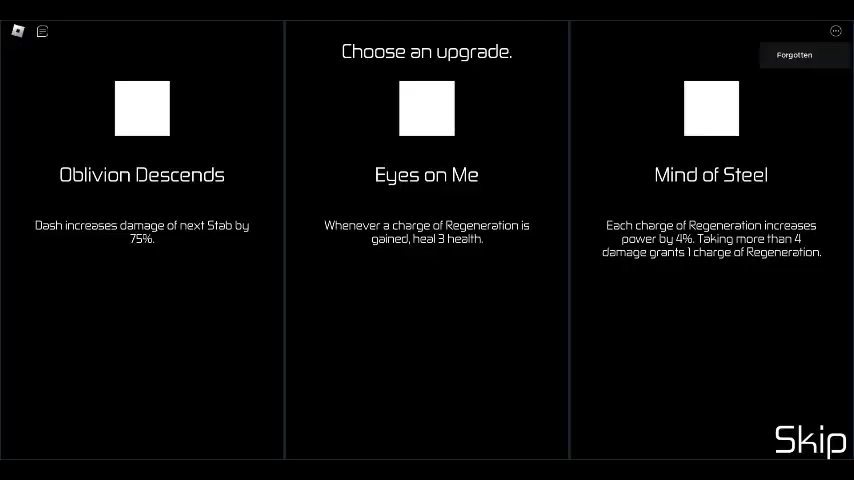 Choose an upgrade.
Forgotten
Oblivion Descends
Dash increases damage of next Stab by
75%.
Eyes on Me
Whenever a charge of Regeneration is
gained, heal 3 health.
Mind of Steel
Each charge of Regeneration increases
power by 4%. Taking more than 4
damage grants 1 charge of Regeneration.
Skip